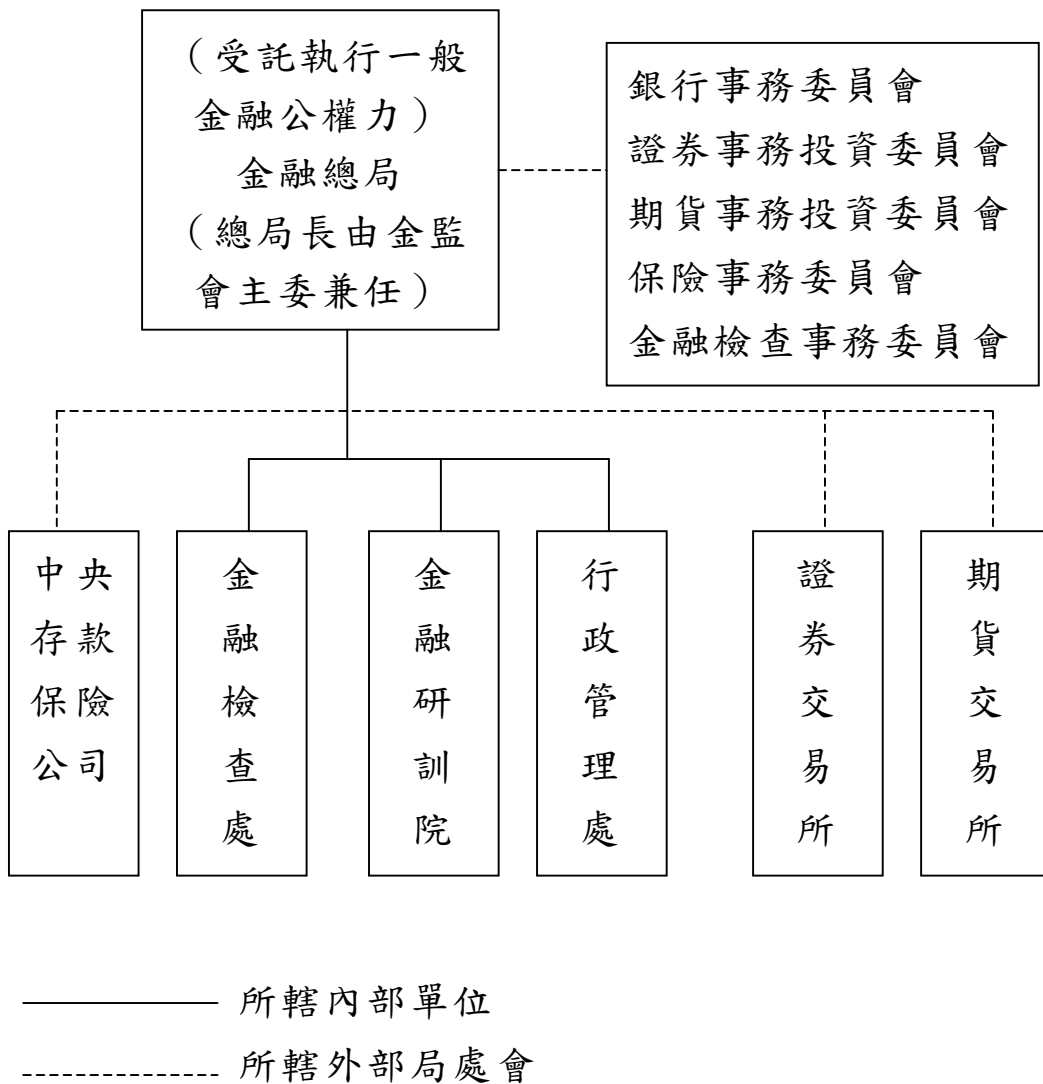 （受託執行一般
金融公權力）
金融總局
（總局長由金監
會主委兼任）
銀行事務委員會
證券事務投資委員會
期貨事務投資委員會
保險事務委員會
金融檢查事務委員會
中央
存款
保險
公司
金融檢查處
金融研訓院
行政管理處
證券交易所
期貨交易所
所轄內部單位
所轄外部局處會